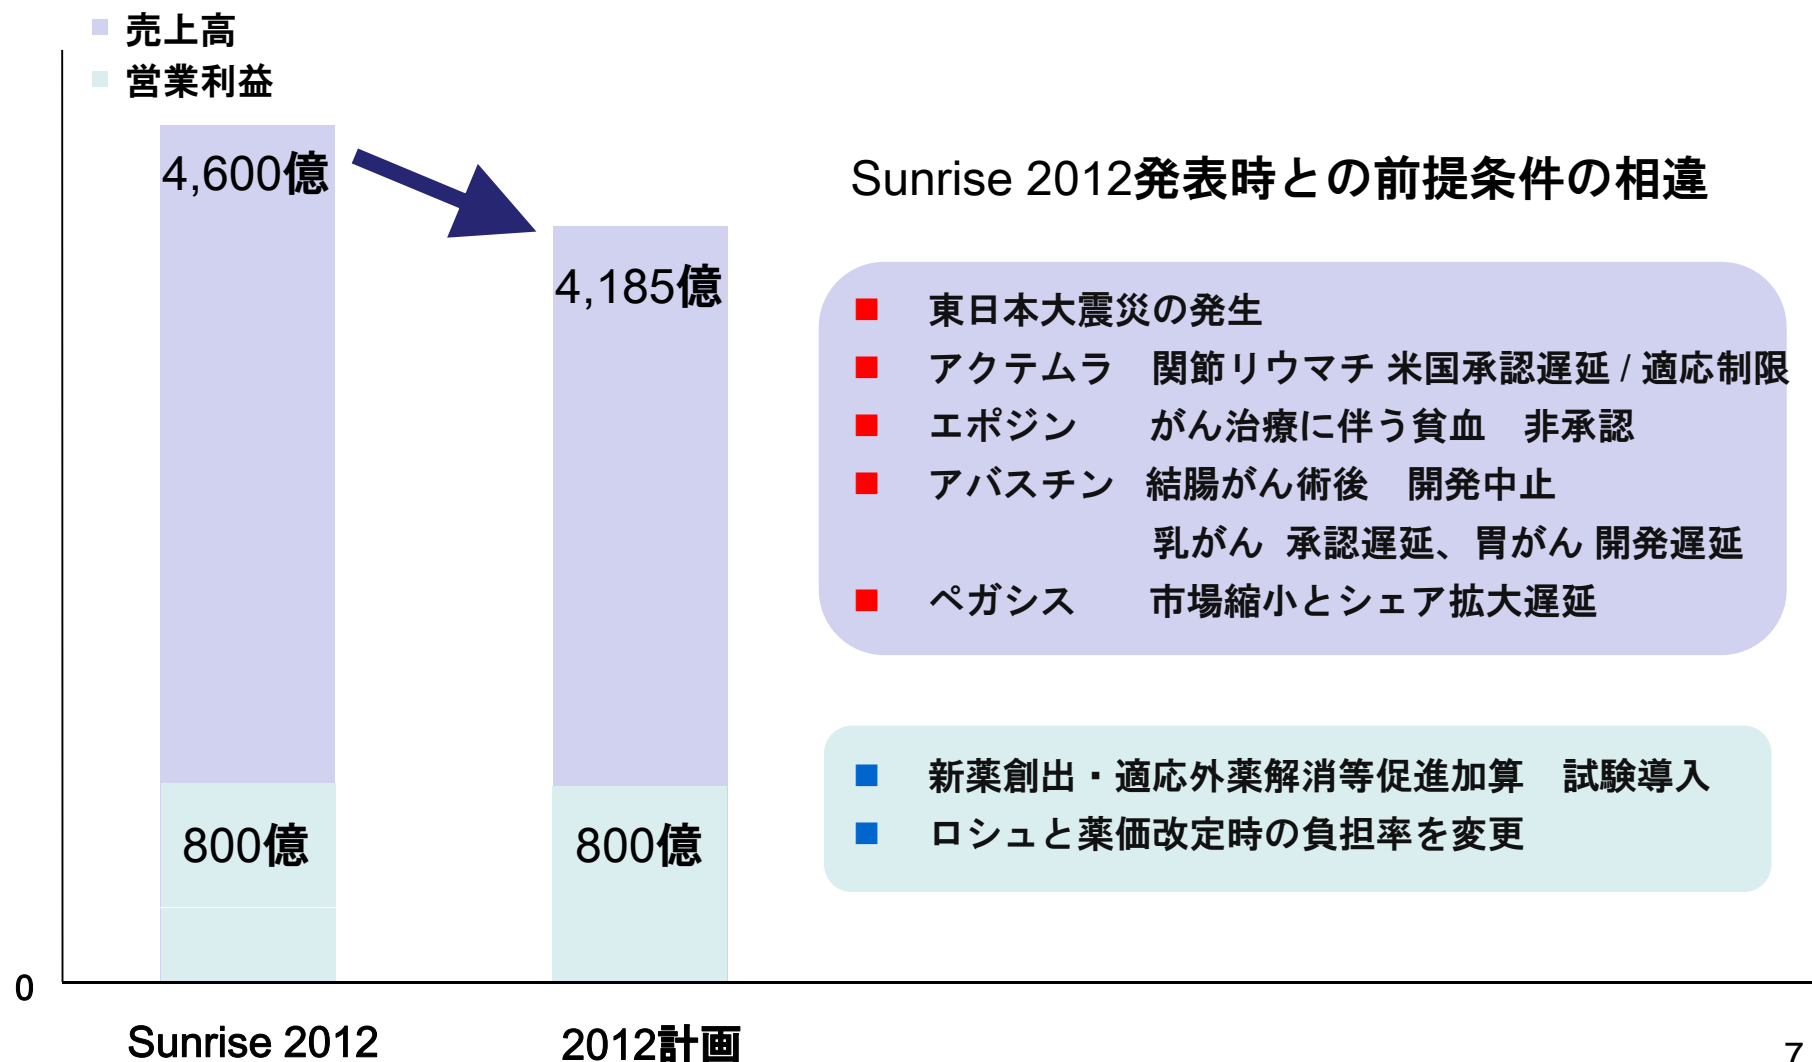 売上高
営業利益
4,600億
4,185億
800億
800億
0
Sunrise 2012
2012計画
Sunrise 2012発表時との前提条件の相違
東日本大震災の発生
アクテムラ 関節リウマチ 米国承認遅延 / 適応制限
エポジン がん治療に伴う貧血 非承認
アバスチン 結腸がん術後 開発中止
乳がん 承認遅延、胃がん 開発遅延
ペガシス 市場縮小とシェア拡大遅延
新薬創出・適応外薬解消等促進加算 試験導入
ロシュと薬価改定時の負担率を変更
7